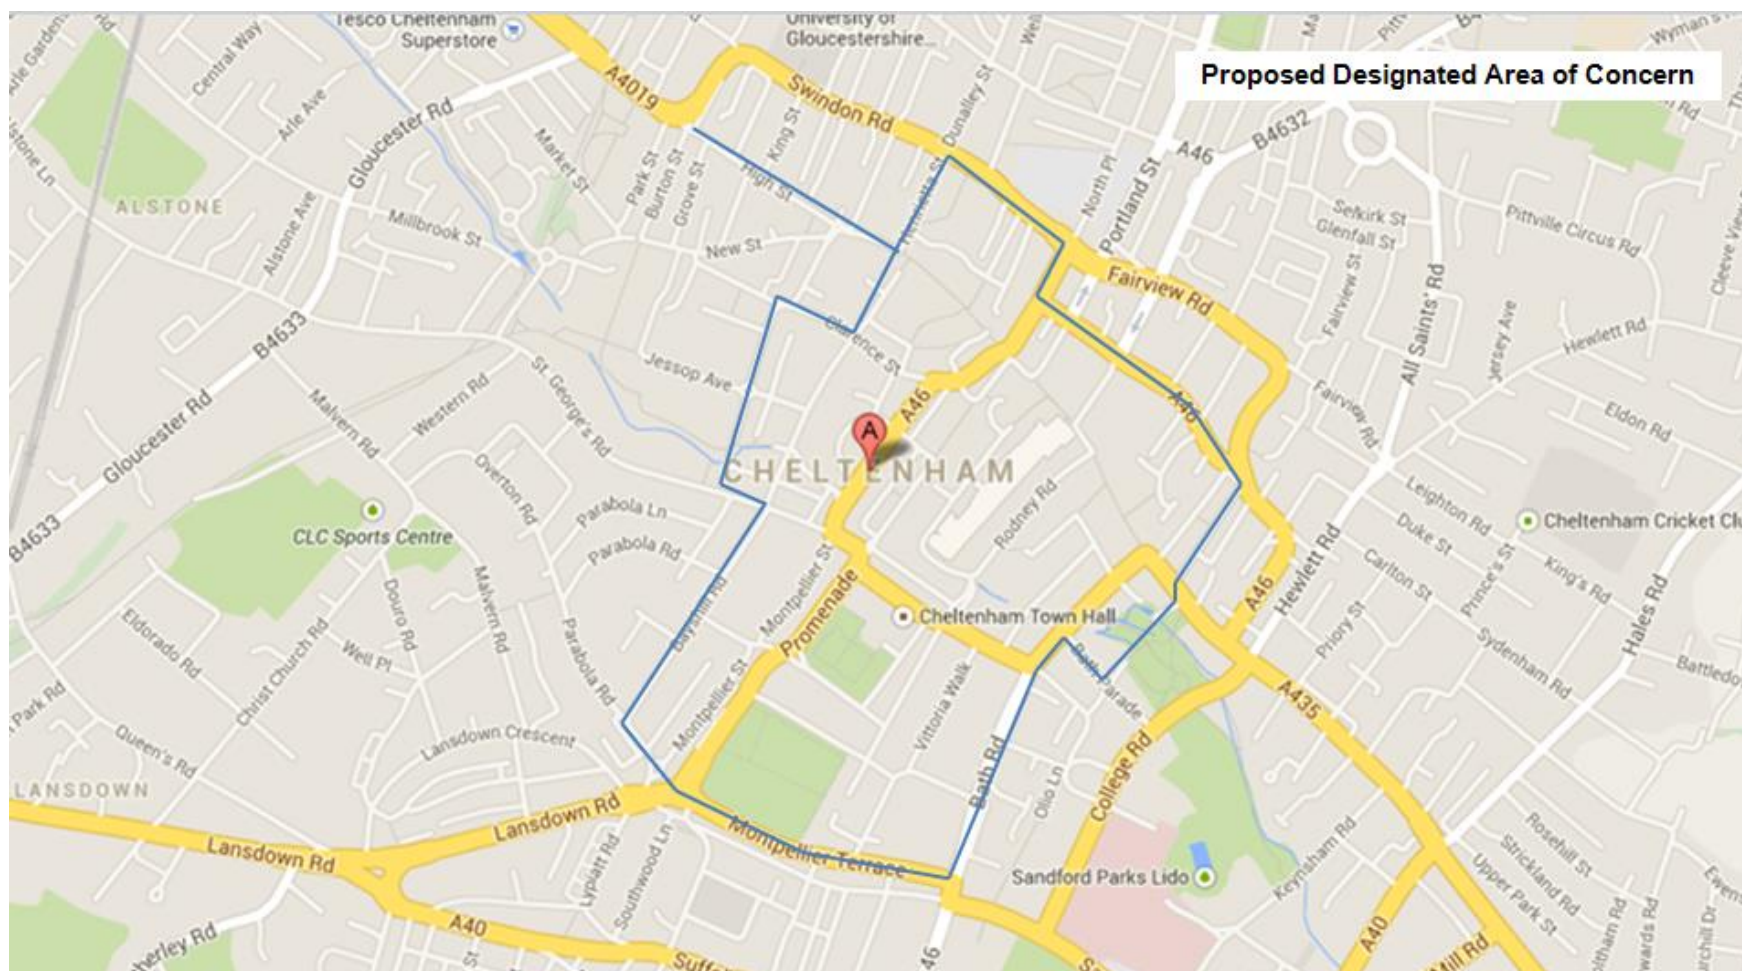 Tesco Cheltenham
Superstore
University of
Gloucestershire...
Proposed Designated Area of Concern
Central Way
Arle Ave
A4019
Swindon Rd
Dunalley St
Gloucester Rd
King St
Market St
A46
B4632
North Pl
Portland St
ALSTONE
Park St
Burton St
Grove St
High St
Henrietta St
Selkirk St
Glenfall St
Pittville Circus Rd
Alstone Ave
Millbrook St
New St
Fairview Rd
Fairview St
All Saints' Rd
Hewlett Rd
B4633
Clarence St
Jessop Ave
St. George's Rd
Western Rd
Malvern Rd
A46
A46
Fairview Rd
Eldon Rd
Gloucester Rd
A
CHELTENHAM
Overton Rd
Parabola Ln
Parabola Rd
Rodney Rd
Leighton Rd
Duke St
Cheltenham Cricket Clu
CLC Sports Centre
B4633
Montpellier St
Promenade
Hewlett Rd
Carlton St
Prince's St
King's Rd
Hales Rd
A46
Cheltenham Town Hall
Douro Rd
Malvern Rd
Bayshill Rd
Eldorado Rd
Christ Church Rd
Well Pl
Parabola Rd
Montpellier St
Vittoria Walk
Bath Parade
Priory St
Sydenham Rd
Battledo
Park Rd
Queen's Rd
Lansdown Crescent
A435
LANSDOWN
Bath Rd
Olio Ln
College Rd
Lansdown Rd
Lansdown Rd
Montpellier Terrace
Lypiatt Rd
Southwood Ln
Sandford Parks Lido
Keynsham Rd
Rosehill St
Strickland Rd
Upper Park St
A40
A40